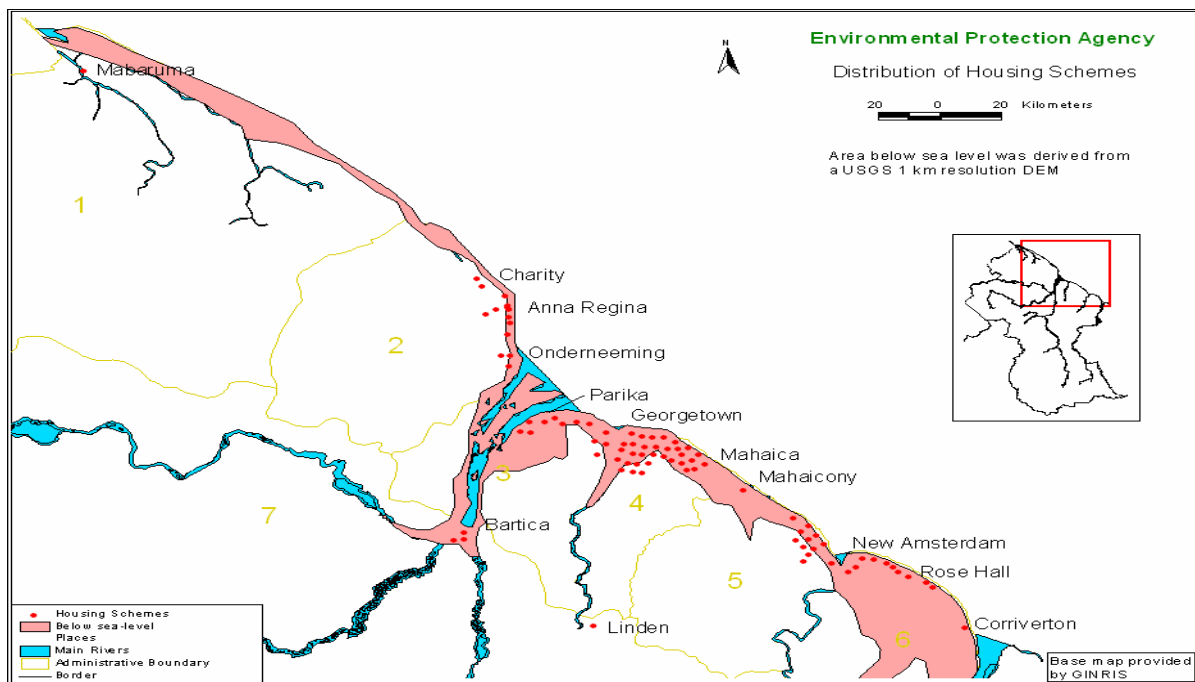 Environmental Protection Agency
N
Distribution of Housing Schemes
20 0 20 Kilometers
Area below sea level was derived from
a USGS 1 km resolution DEM
Mabaruma
1
Charity
Anna Regina
2
Onderneeming
Parika
Georgetown
Mahaica
3
Mahaicony
4
7
Bartica
New Amsterdam
Rose Hall
5
Linden
Corriverton
6
Housing Schemes
Below sea-level
Places
Main Rivers
Administrative Boundary
Border
Base map provided
by GINRIS